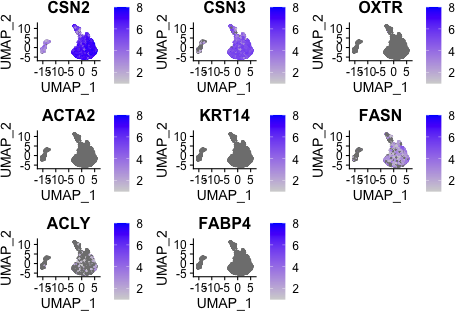 CSN2 CSN3 OXTR
UMAP_2 10 5 0 -5 8 6 4 2 UMAP_2 10 5 0 -5 8 6 4 2 UMAP_2 10 5 0 -5 8 6 4 2
-15-10-5 0 5 -15-10-5 0 5 -15-10-5 0 5
UMAP_1 UMAP_1 UMAP_1
ACTA2 KRT14 FASN
UMAP_2 10 5 0 -5 8 6 4 2 UMAP_2 10 5 0 -5 8 6 4 2 UMAP_2 10 5 0 -5 8 6 4 2
-15-10-5 0 5 -15-10-5 0 5 -15-10-5 0 5
UMAP_1 UMAP_1 UMAP_1
ACLY FABP4
UMAP_2 10 5 0 -5 8 6 4 2 UMAP_2 10 5 0 -5 8 6 4 2
-15-10-5 0 5 -15-10-5 0 5
UMAP_1 UMAP_1